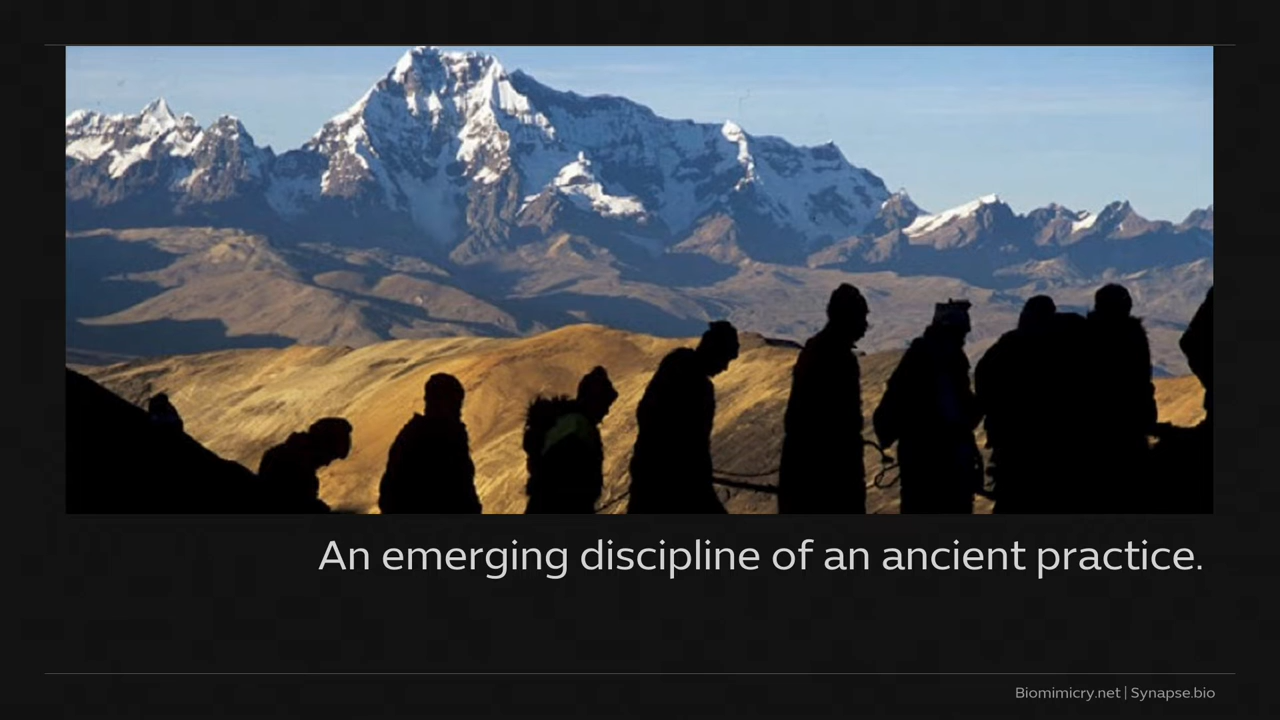 An emerging discipline of an ancient practice.
Biomimicry.net | Synapse.bio